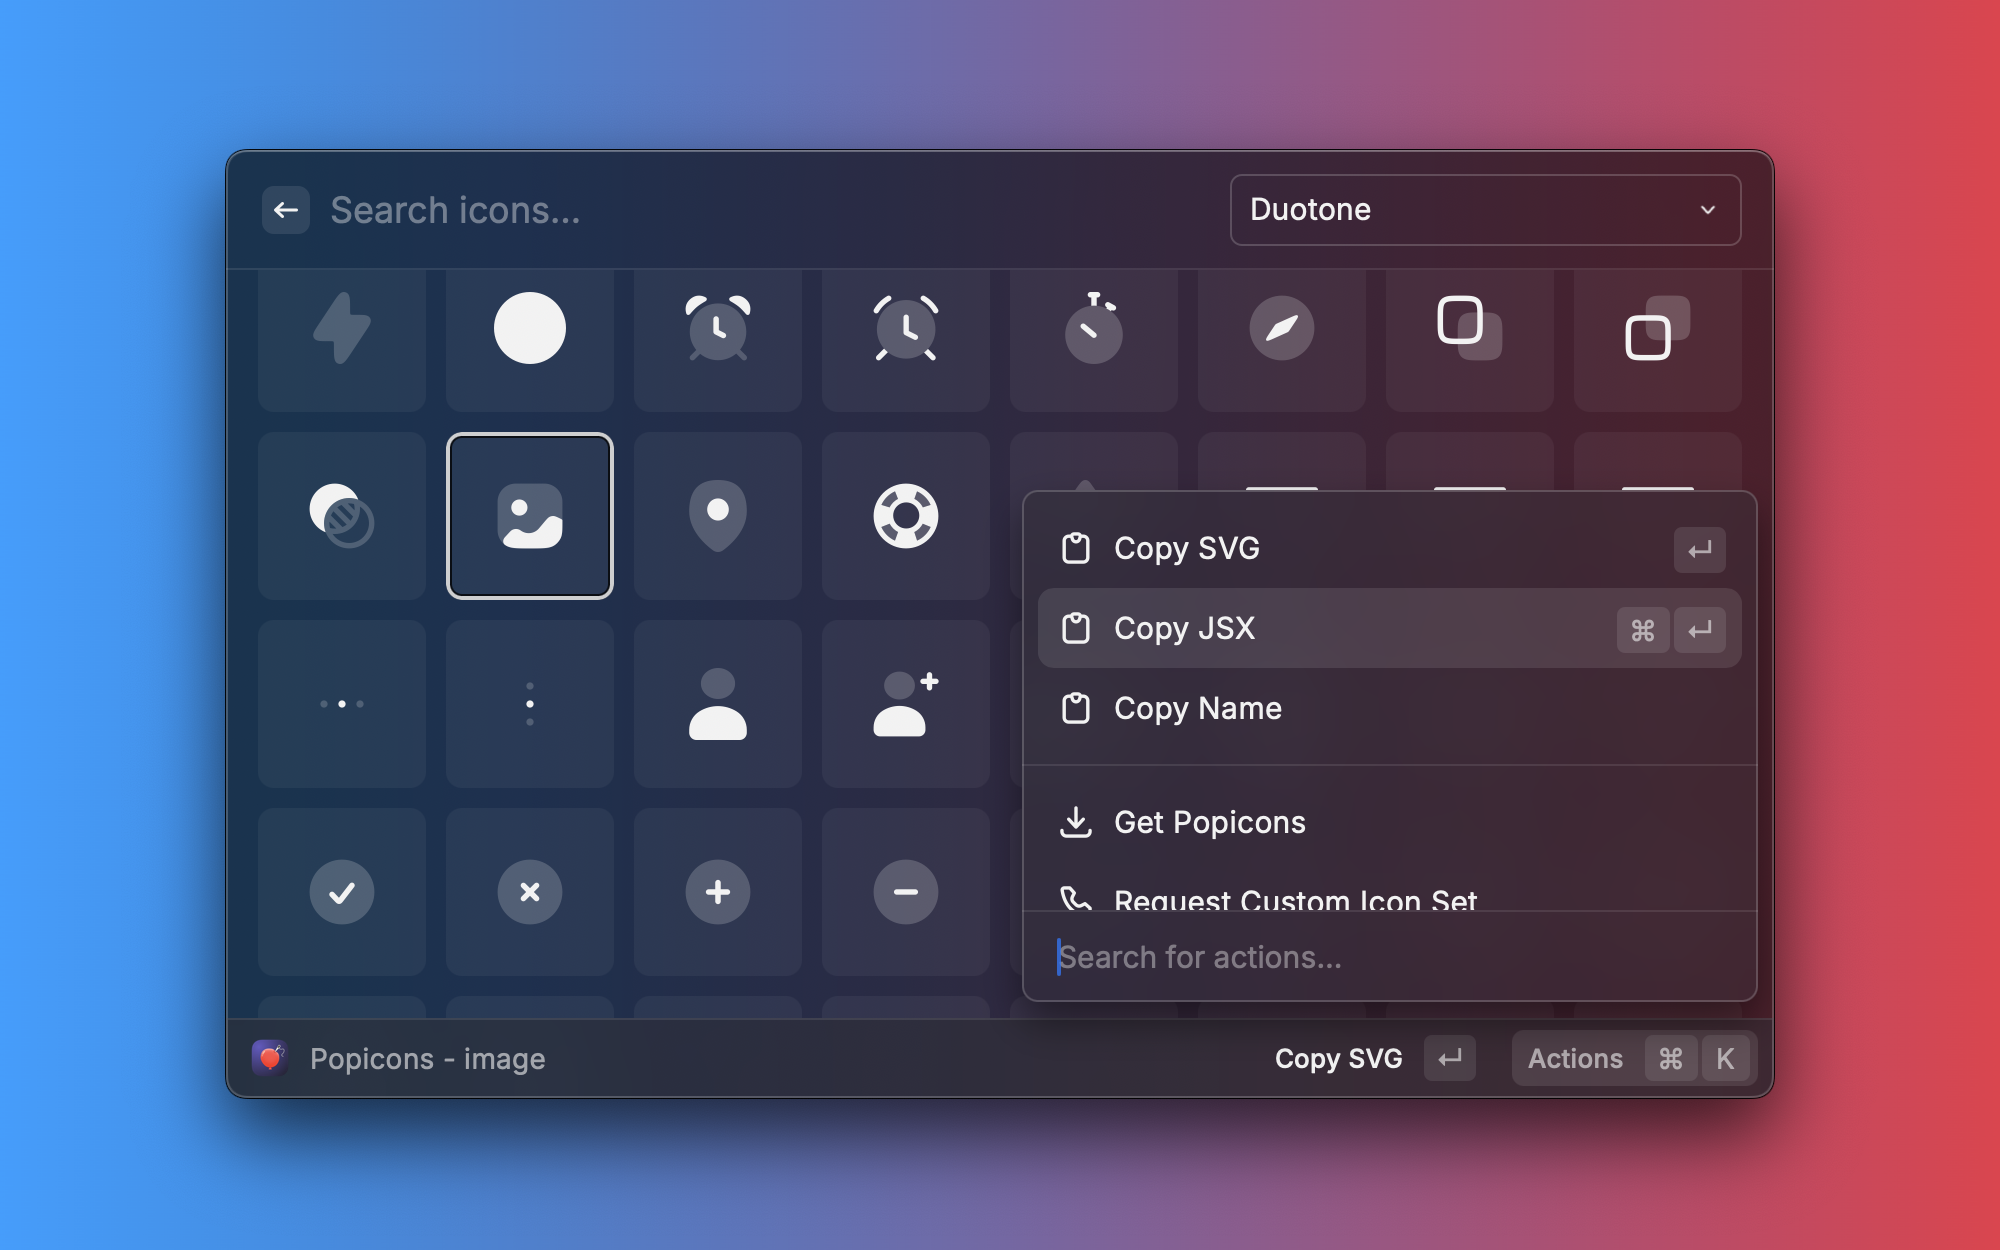 Search icons...
Duotone
Copy SVG
Copy JSX
⌘
Copy Name
Get Popicons
Request Custom Icon Set
Search for actions...
Popicons - image
Copy SVG
Actions ⌘ K